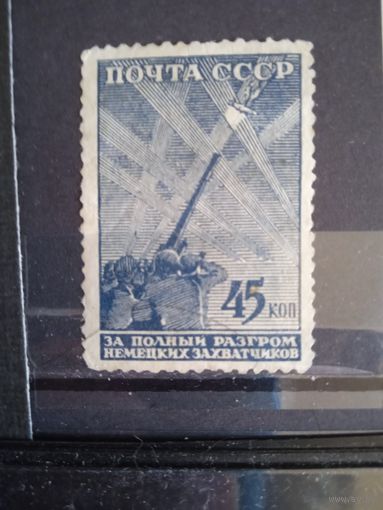 ПОЧТА СССР
45 КОП
ЗА ПОЛНЫЙ РАЗГРОМ
НЕМЕЦКИХ ЗАХВАТЧИКОВ